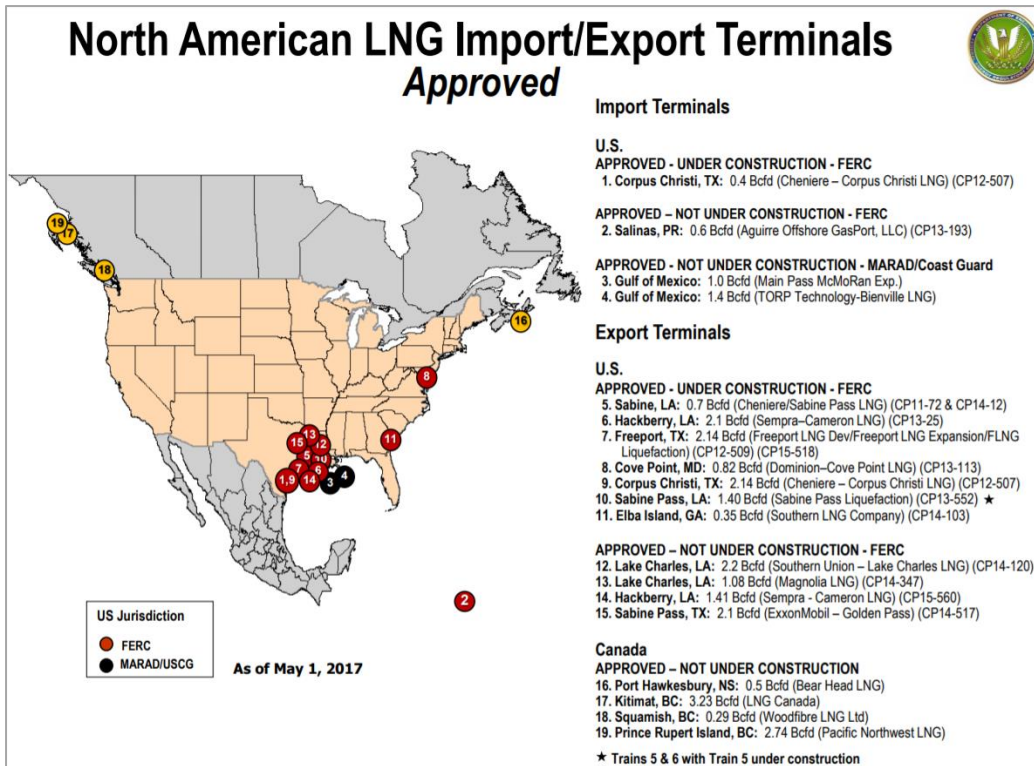 North American LNG Import/Export Terminals
Approved
Import Terminals
U.S.
APPROVED - UNDER CONSTRUCTION - FERC
1. Corpus Christi, TX: 0.4 Bcfd (Cheniere – Corpus Christi LNG) (CP12-507)
APPROVED – NOT UNDER CONSTRUCTION - FERC
2. Salinas, PR: 0.6 Bcfd (Aguirre Offshore GasPort, LLC) (CP13-193)
APPROVED - NOT UNDER CONSTRUCTION - MARAD/Coast Guard
3. Gulf of Mexico: 1.0 Bcfd (Main Pass McMoRan Exp.)
4. Gulf of Mexico: 1.4 Bcfd (TORP Technology-Bienville LNG)
Export Terminals
U.S.
APPROVED - UNDER CONSTRUCTION - FERC
5. Sabine, LA: 0.7 Bcfd (Cheniere/Sabine Pass LNG) (CP11-72 & CP14-12)
6. Hackberry, LA: 2.1 Bcfd (Sempra–Cameron LNG) (CP13-25)
7. Freeport, TX: 2.14 Bcfd (Freeport LNG Dev/Freeport LNG Expansion/FLNG
Liquefaction) (CP12-509) (CP15-518)
8. Cove Point, MD: 0.82 Bcfd (Dominion–Cove Point LNG) (CP13-113)
9. Corpus Christi, TX: 2.14 Bcfd (Cheniere – Corpus Christi LNG) (CP12-507)
10. Sabine Pass, LA: 1.40 Bcfd (Sabine Pass Liquefaction) (CP13-552) ★
11. Elba Island, GA: 0.35 Bcfd (Southern LNG Company) (CP14-103)
APPROVED – NOT UNDER CONSTRUCTION - FERC
12. Lake Charles, LA: 2.2 Bcfd (Southern Union – Lake Charles LNG) (CP14-120)
13. Lake Charles, LA: 1.08 Bcfd (Magnolia LNG) (CP14-347)
14. Hackberry, LA: 1.41 Bcfd (Sempra - Cameron LNG) (CP15-560)
15. Sabine Pass, TX: 2.1 Bcfd (ExxonMobil – Golden Pass) (CP14-517)
Canada
APPROVED – NOT UNDER CONSTRUCTION
16. Port Hawkesbury, NS: 0.5 Bcfd (Bear Head LNG)
17. Kitimat, BC: 3.23 Bcfd (LNG Canada)
18. Squamish, BC: 0.29 Bcfd (Woodfibre LNG Ltd)
19. Prince Rupert Island, BC: 2.74 Bcfd (Pacific Northwest LNG)
★ Trains 5 & 6 with Train 5 under construction
19
17
18
16
8
11
13
15
12
5
10
7
6
1,9
14
3
4
2
US Jurisdiction
FERC
MARAD/USCG
As of May 1, 2017